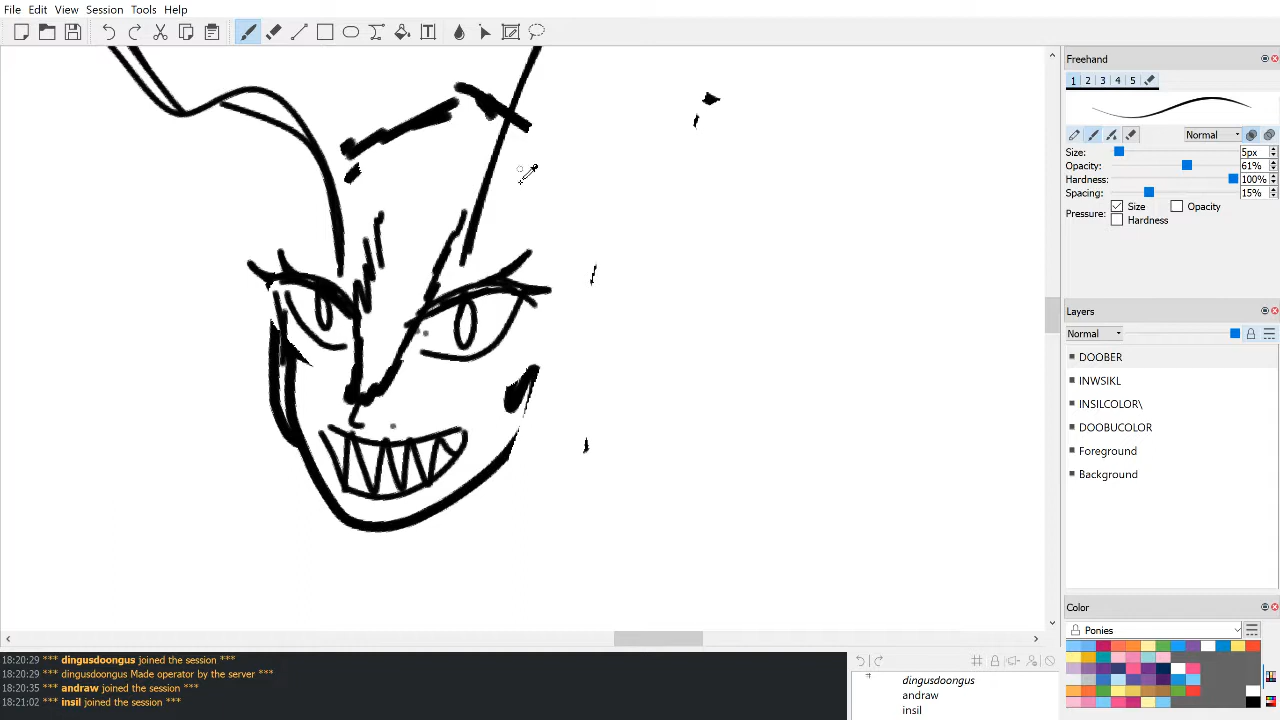 File Edit View Session Tools Help
Freehand
1 2 3 4 5
Normal
Size: 5px
Opacity: 61%
Hardness: 100%
Spacing: 15%
Pressure: Size Opacity
Hardness
Layers
Normal
DOOBER
INWSIKL
INSILCOLOR\
DOOBUCOLOR
Foreground
Background
Color
Ponies
18:20:29 *** dingusdoongus joined the session ***
18:20:29 *** dingusdoongus Made operator by the server ***
18:20:35 *** andraw joined the session ***
18:21:02 *** insil joined the session ***
dingusdoongus
andraw
insil